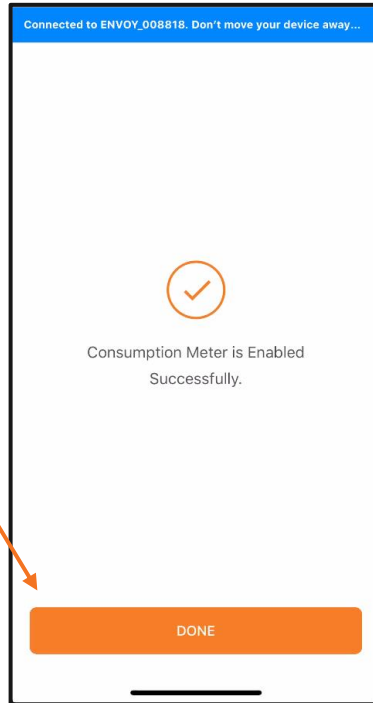 Connected to ENVOY_008818. Don't move your device away...
Consumption Meter is Enabled
Successfully.
DONE